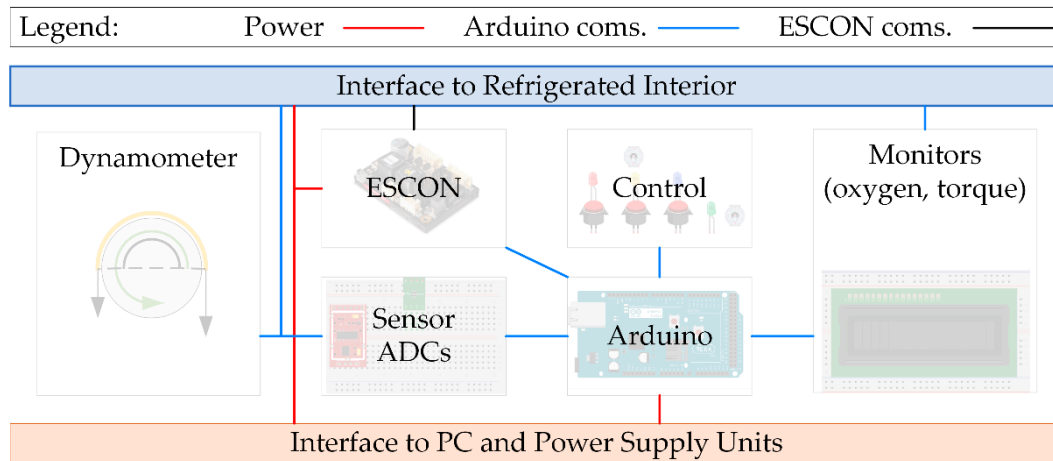 Legend: Power Arduino coms. ESCON coms.
Interface to Refrigerated Interior
Dynamometer
ESCON
Control
Monitors
(oxygen, torque)
Sensor
ADCs
Arduino
Interface to PC and Power Supply Units